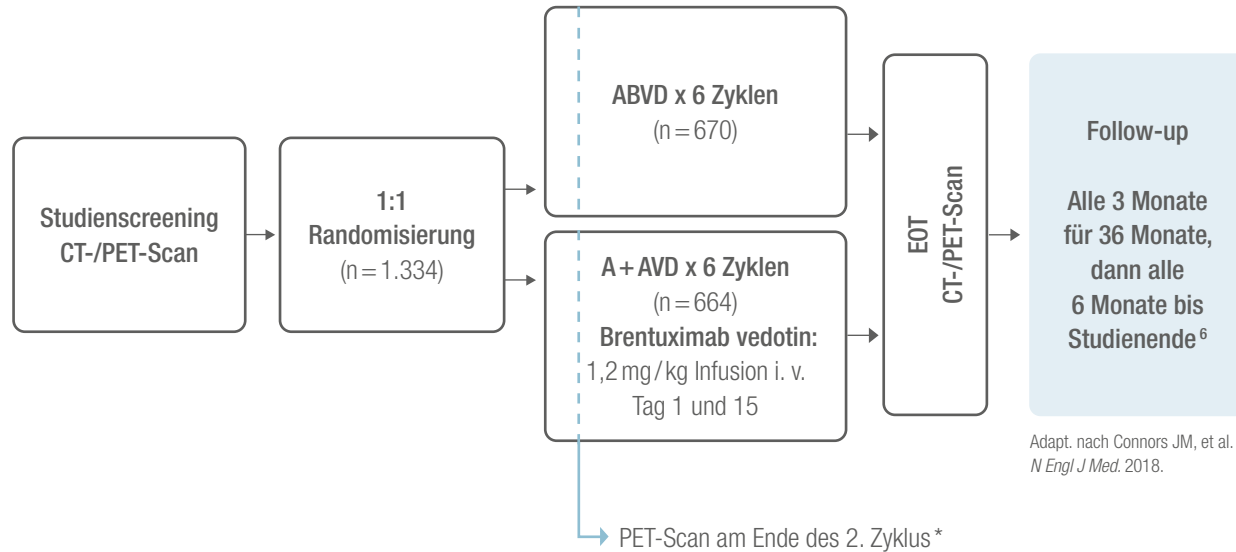 Studienscreening
CT-/PET-Scan
1:1
Randomisierung
(n = 1.334)
ABVD x 6 Zyklen
(n = 670)
A + AVD x 6 Zyklen
(n = 664)
Brentuximab vedotin:
1,2 mg / kg Infusion i. v.
Tag 1 und 15
EOT
CT-/PET-Scan
Follow-up
Alle 3 Monate
für 36 Monate,
dann alle
6 Monate bis
Studienende 6
Adapt. nach Connors JM, et al.
N Engl J Med. 2018.
PET-Scan am Ende des 2. Zyklus *